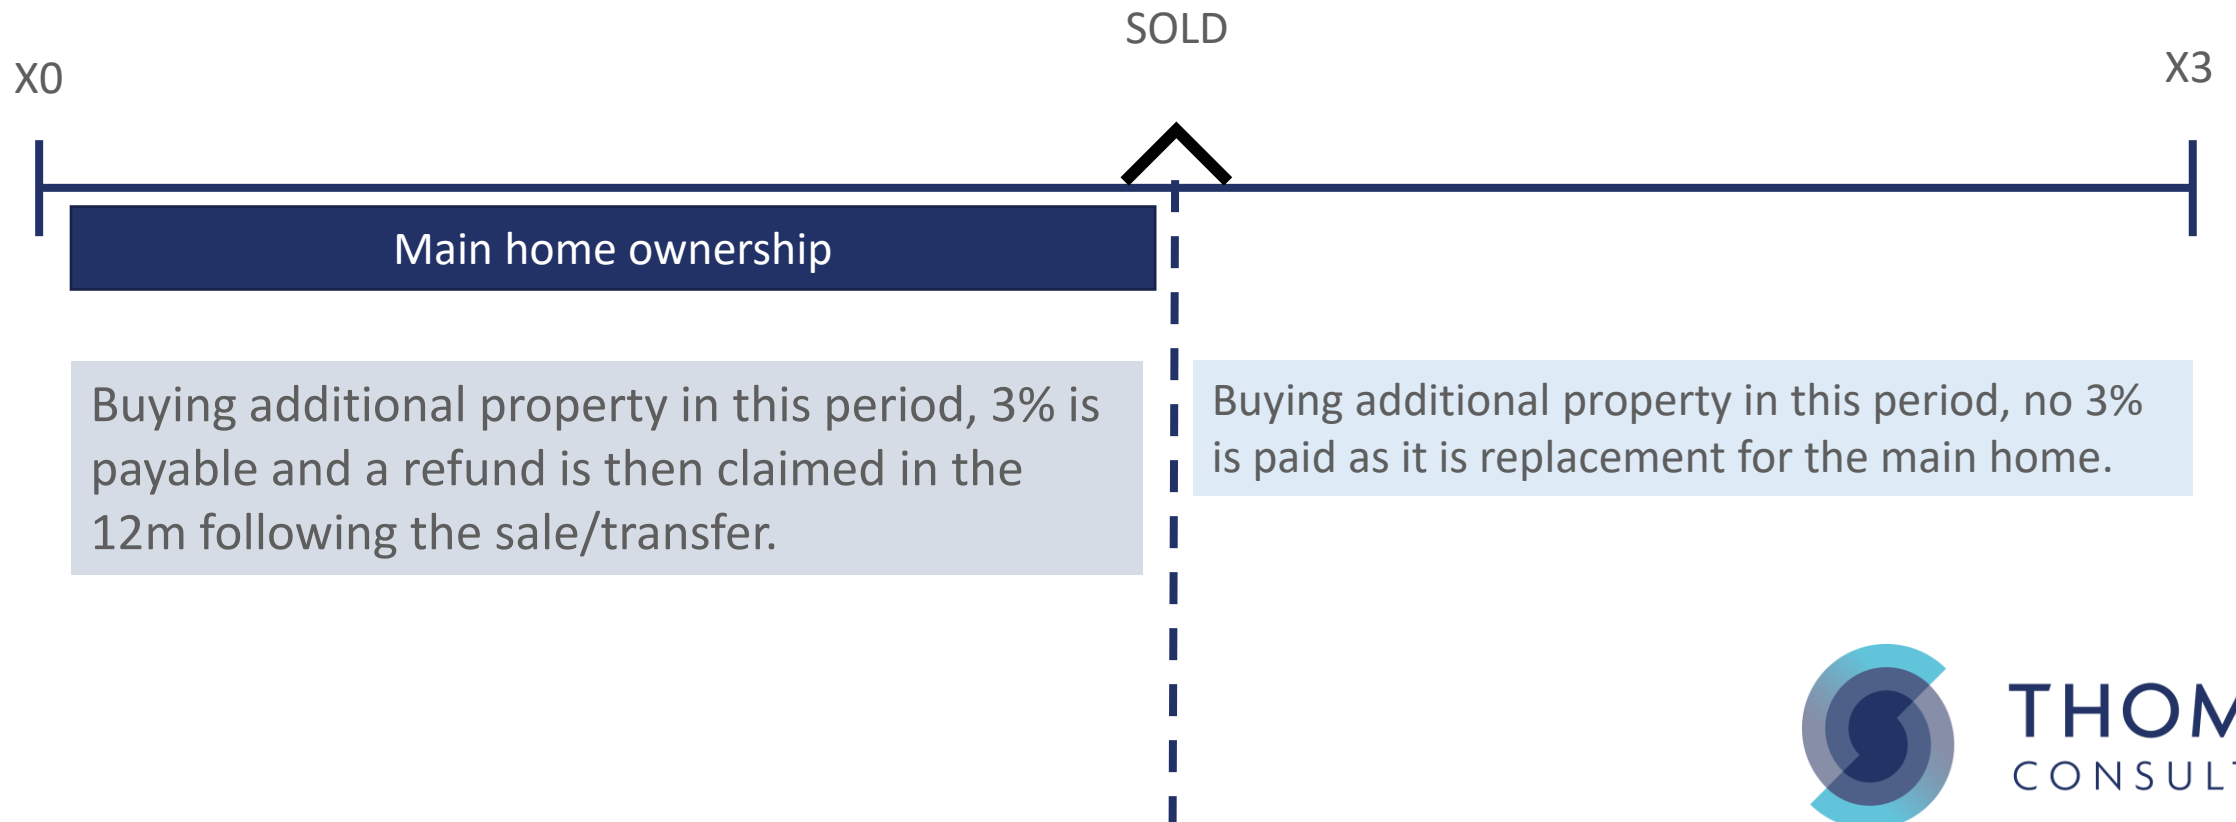 SOLD
X0
X3
Main home ownership
Buying additional property in this period, 3% is
payable and a refund is then claimed in the
12m following the sale/transfer.
Buying additional property in this period, no 3%
is paid as it is replacement for the main home.
THOM
CONSULT